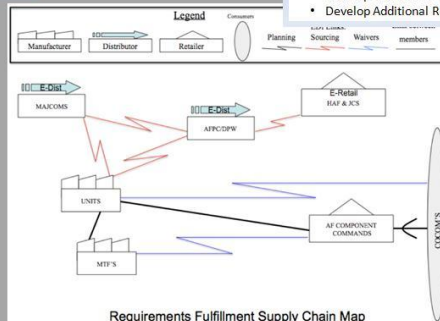 • Develop Additional R
Legend
Consumers
Manufacturer
Distributor
Retailer
Planning
Sourcing
Waivers
members
E-Dist
MAJCOMS
E-Dist
AFPC/DPW
E-Retail
HAF & JCS
UNITS
AF COMPONENT
COMMANDS
COCOM'S
MTF'S
Requirements Fulfillment Supply Chain Map